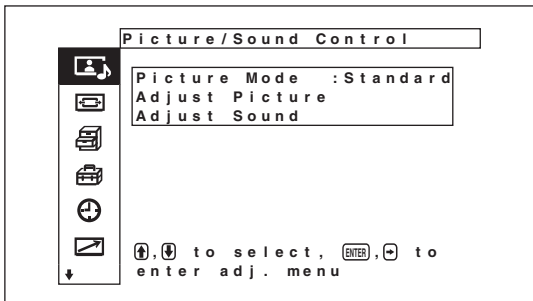 Picture/Sound Control
Picture Mode :Standard
Adjust Picture
Adjust Sound
↑,↓ to select, ENTER,→ to
enter adj. menu